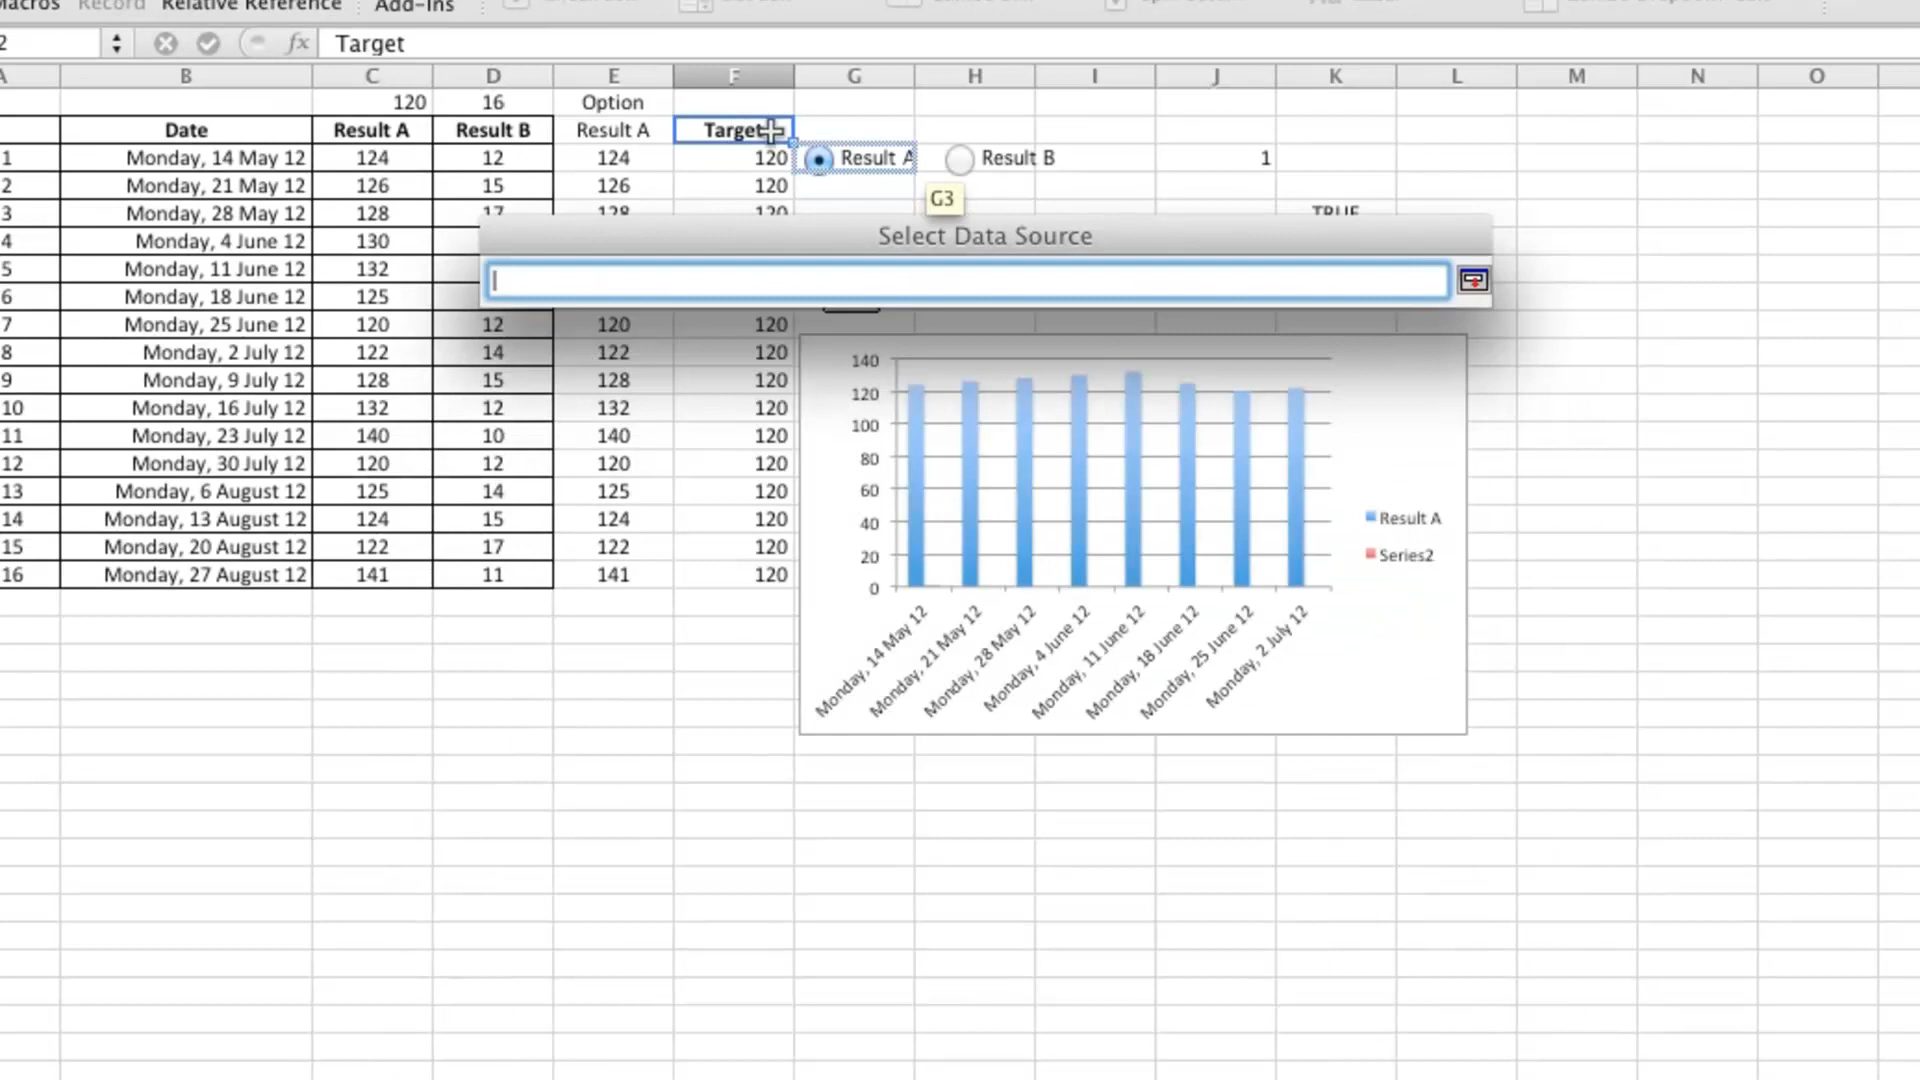 Macros Record Relative Reference Add-Ins
2 fx Target
A B C D E F G H I J K L M N O
120 16 Option
Date Result A Result B Result A Target
1 Monday, 14 May 12 124 12 124 120 Result A Result B 1
2 Monday, 21 May 12 126 15 126 120
G3
3 Monday, 28 May 12 128 17 128 120 TRUE
Select Data Source
4 Monday, 4 June 12 130
5 Monday, 11 June 12 132
6 Monday, 18 June 12 125
7 Monday, 25 June 12 120 12 120 120
8 Monday, 2 July 12 122 14 122 120
9 Monday, 9 July 12 128 15 128 120
10 Monday, 16 July 12 132 12 132 120
11 Monday, 23 July 12 140 10 140 120
12 Monday, 30 July 12 120 12 120 120
13 Monday, 6 August 12 125 14 125 120
14 Monday, 13 August 12 124 15 124 120
15 Monday, 20 August 12 122 17 122 120
16 Monday, 27 August 12 141 11 141 120
140
120
100
80
60
40
20
0
Result A
Series2
Monday, 14 May 12
Monday, 21 May 12
Monday, 28 May 12
Monday, 4 June 12
Monday, 11 June 12
Monday, 18 June 12
Monday, 25 June 12
Monday, 2 July 12